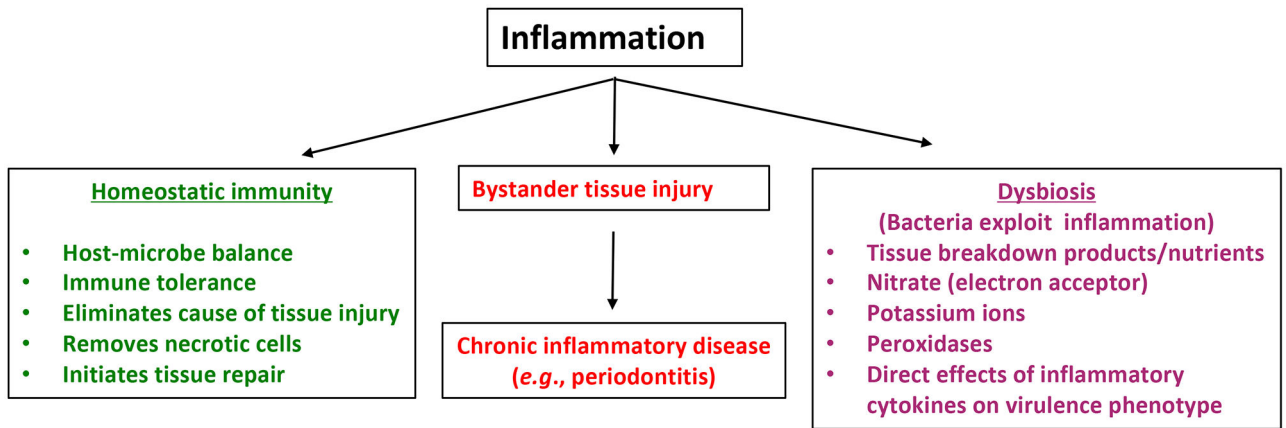 Inflammation
Homeostatic immunity
• Host-microbe balance
• Immune tolerance
• Eliminates cause of tissue injury
• Removes necrotic cells
• Initiates tissue repair
Bystander tissue injury
Chronic inflammatory disease
(e.g., periodontitis)
Dysbiosis
(Bacteria exploit inflammation)
• Tissue breakdown products/nutrients
• Nitrate (electron acceptor)
• Potassium ions
• Peroxidases
• Direct effects of inflammatory
cytokines on virulence phenotype